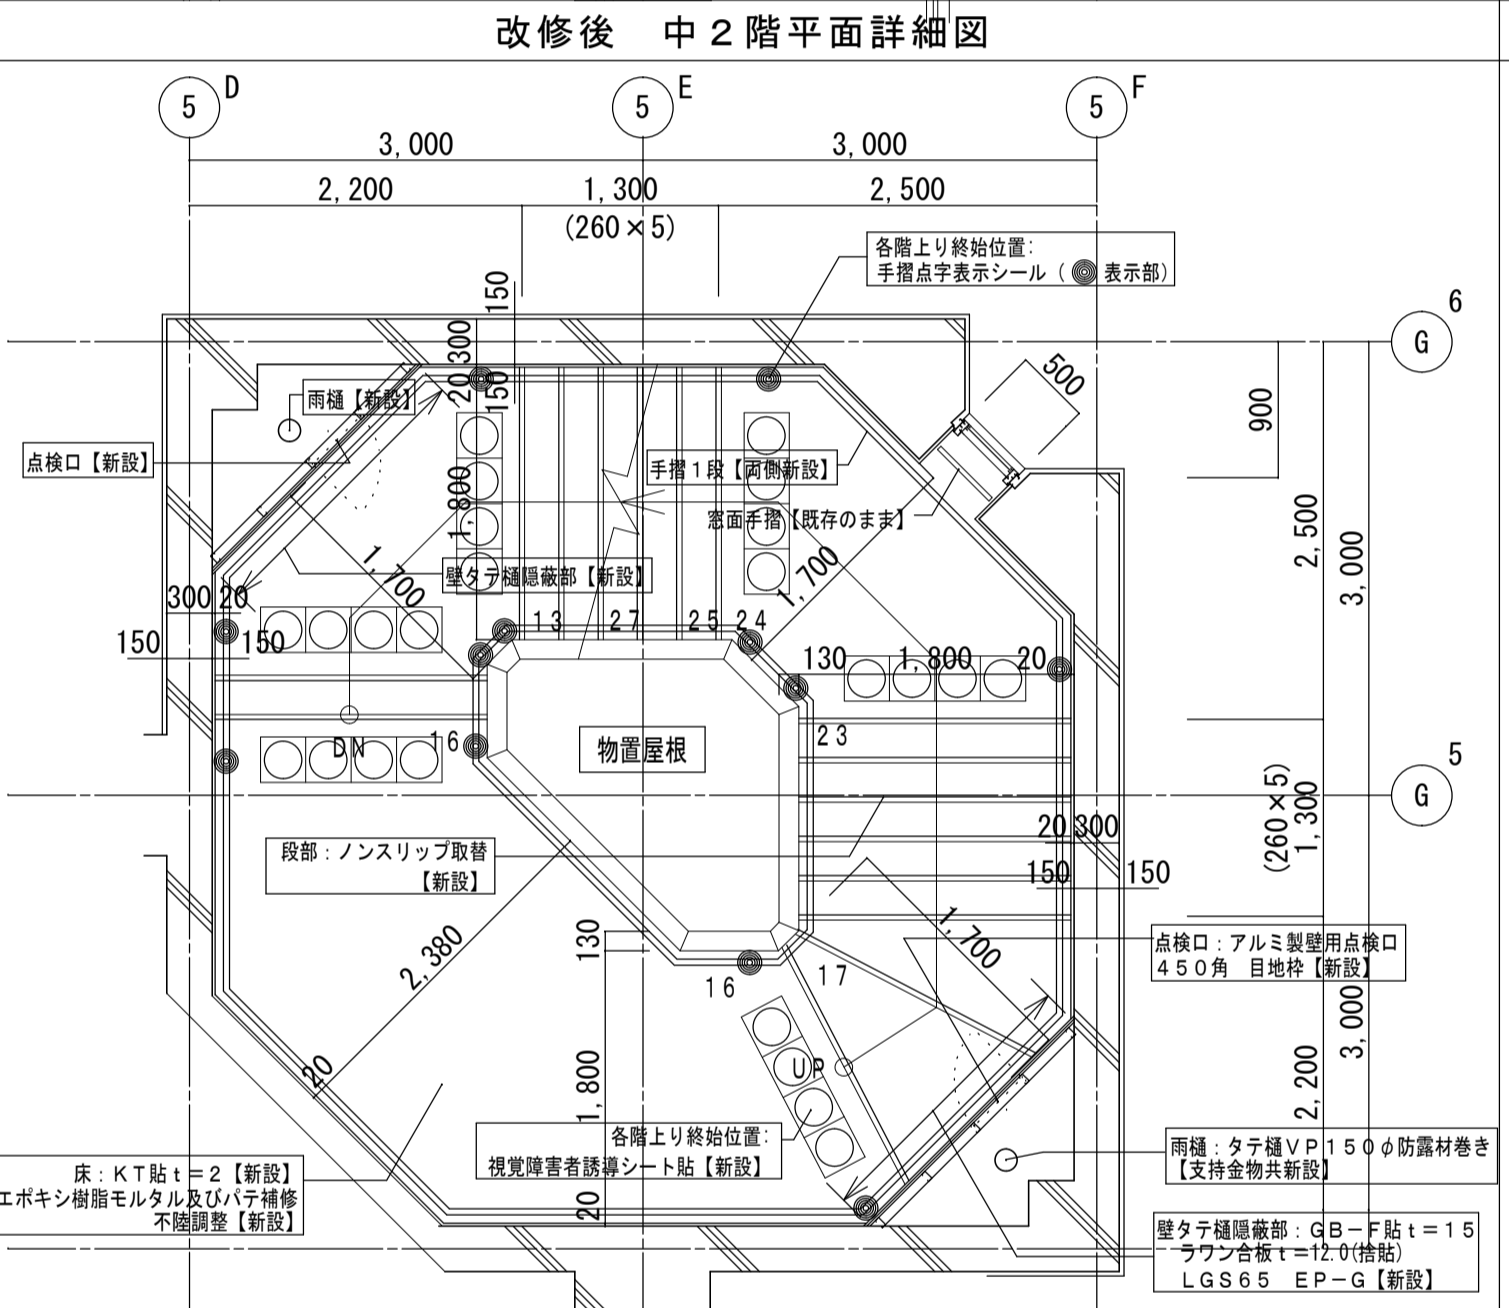 改修後　中２階平面詳細図
5 D
5 E
5 F
3,000
3,000
2,200
1,300
2,500
(260×5)
各階上り終始位置：
手摺点字表示シール（ 表示部）
6
G
150
300
20
150
500
900
雨樋【新設】
点検口【新設】
手摺１段【両側新設】
窓面手摺【既存のまま】
1,800
1,700
1,700
壁タテ樋隠蔽部【新設】
2,500
3,000
300
20
150
150
13
27
25
24
130
1,800
20
DN
16
物置屋根
23
5
G
(260×5)
1,300
段部：ノンスリップ取替
【新設】
20
300
150
150
2,380
130
1,700
16
17
点検口：アルミ製壁用点検口
４５０角　目地枠【新設】
3,000
2,200
20
1,800
UP
各階上り終始位置：
視覚障害者誘導シート貼【新設】
20
雨樋：タテ樋ＶＰ１５０φ防露材巻き
【支持金物共新設】
床：ＫＴ貼ｔ＝２【新設】
エポキシ樹脂モルタル及びパテ補修
不陸調整【新設】
壁タテ樋隠蔽部：ＧＢ－Ｆ貼ｔ＝１５
ラワン合板ｔ＝12.0(捨貼)
ＬＧＳ６５　ＥＰ－Ｇ【新設】